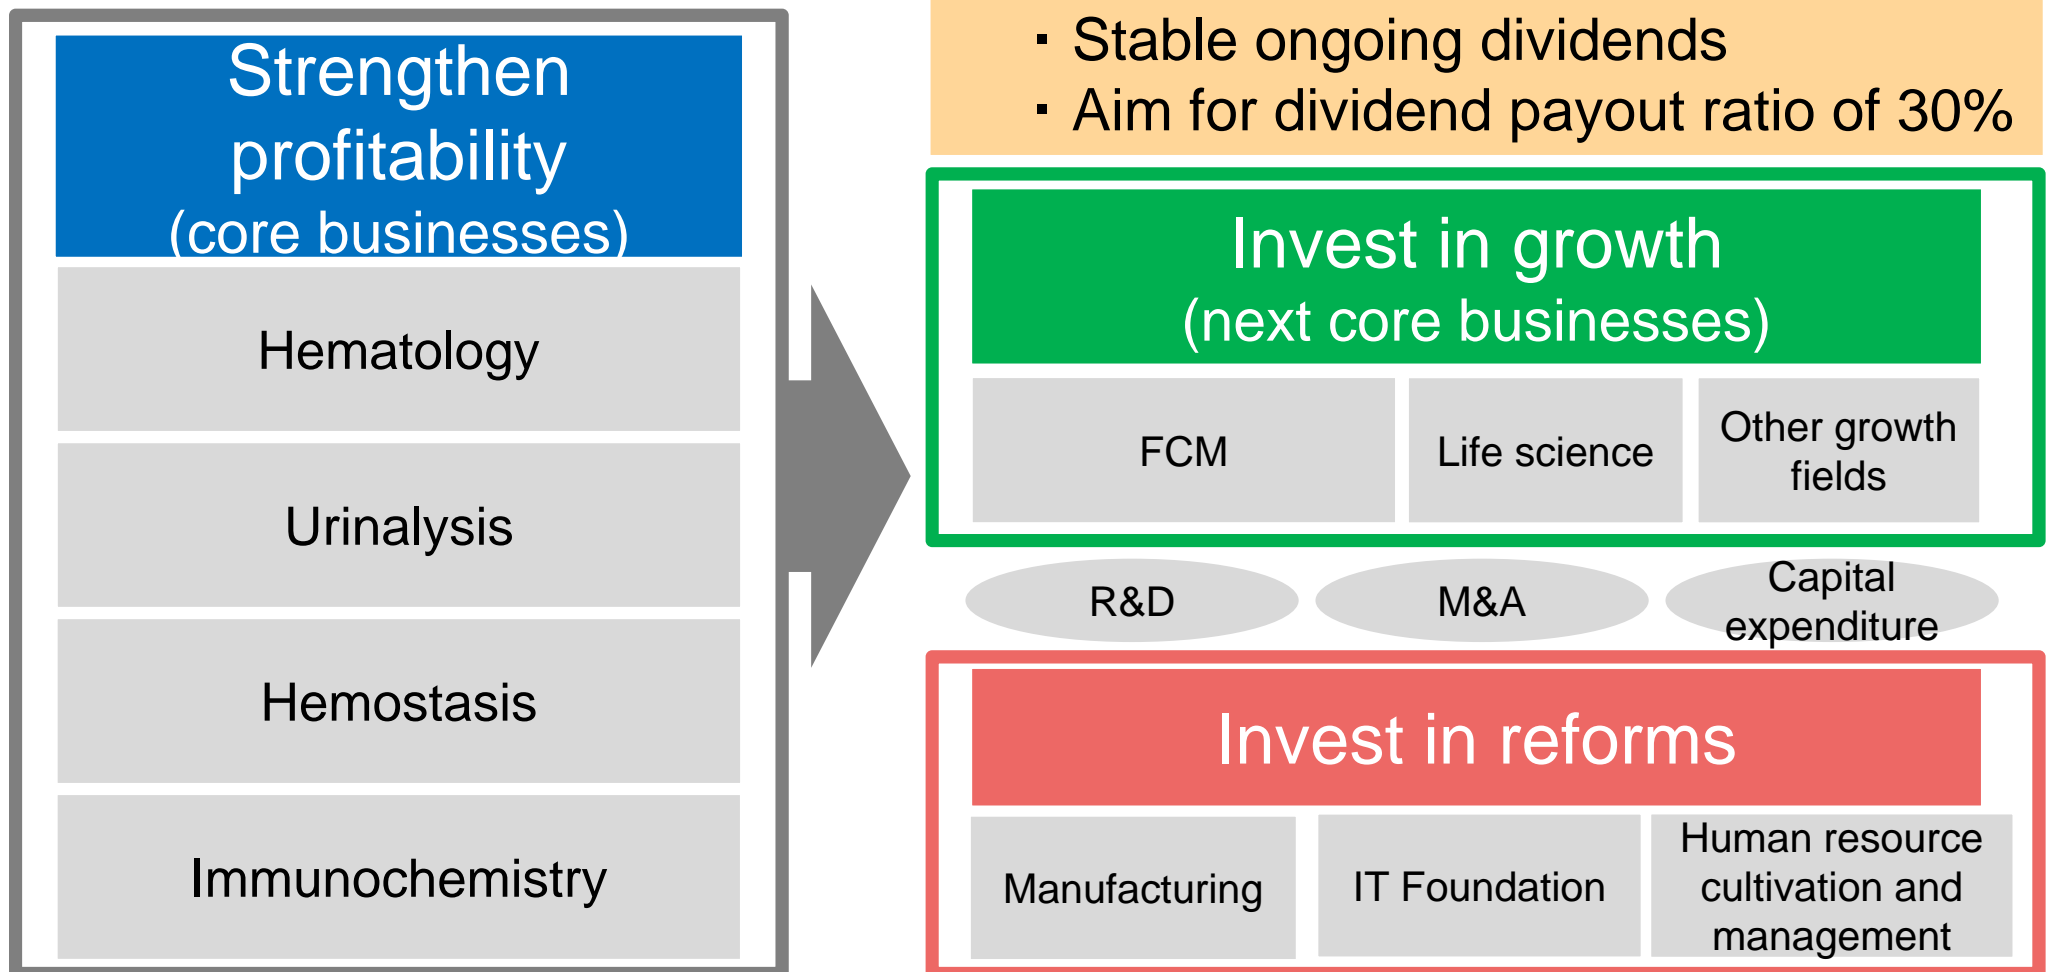 Strengthen
profitability
(core businesses)
Hematology
Urinalysis
Hemostasis
Immunochemistry
・Stable ongoing dividends
・Aim for dividend payout ratio of 30%
Invest in growth
(next core businesses)
FCM
Life science
Other growth
fields
R&D
M&A
Capital
expenditure
Invest in reforms
Manufacturing
IT Foundation
Human resource
cultivation and
management